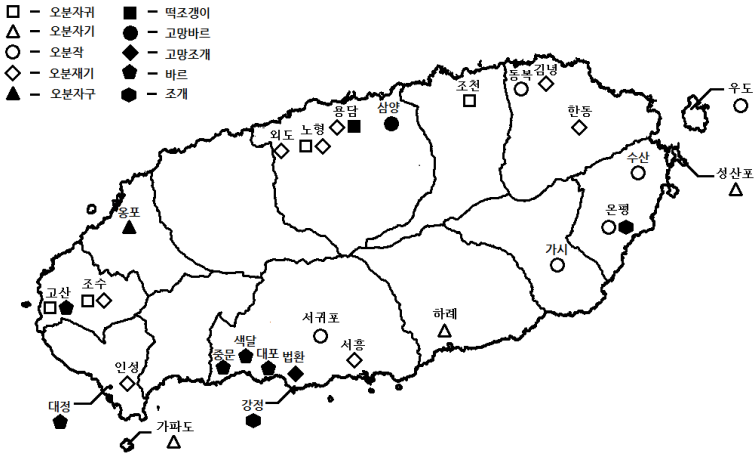 오분자귀
떡조갱이
오분자기
고망바르
오분작
고망조개
오분재기
바르
오분자구
조개
조천
동복
김녕
우도
용담
삼양
외도
노형
한동
수산
성산포
옹포
온평
가시
고산
조수
서귀포
하례
색달
서흥
중문
대포
법환
인성
대정
강정
가파도